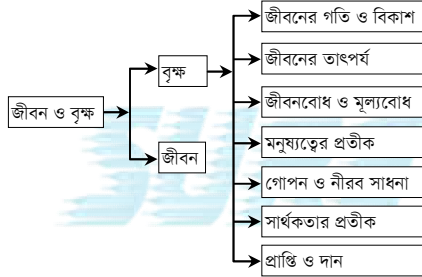 জীবনের গতি ও বিকাশ
বৃক্ষ
জীবনের তাৎপর্য
জীবন ও বৃক্ষ
জীবনবোধ ও মূল্যবোধ
মনুষ্যত্বের প্রতীক
জীবন
গোপন ও নীরব সাধনা
সার্থকতার প্রতীক
প্রাপ্তি ও দান